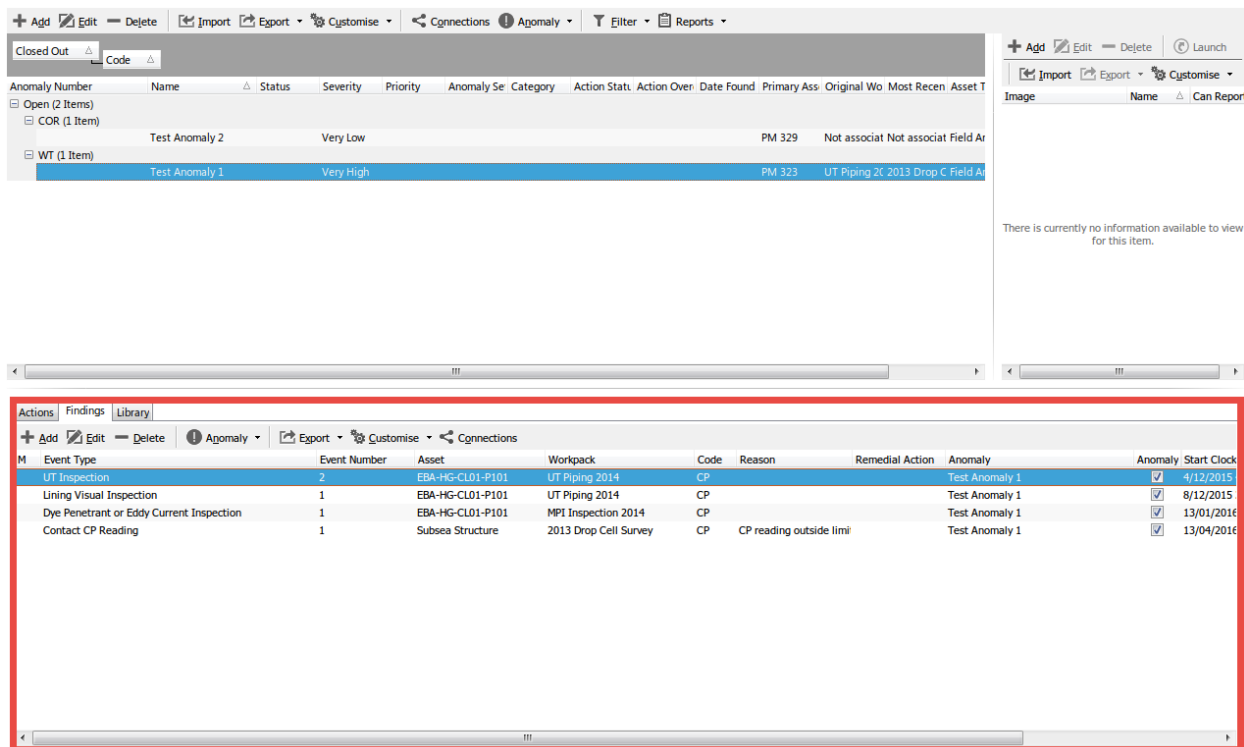 Add Edit Delete Import Export Customise Connections Anomaly Filter Reports
Closed Out
Code
Anomaly Number Name Status Severity Priority Anomaly Se Category Action Statu Action Over Date Found Primary Ass Original Wo Most Recen Asset T
Open (2 Items)
COR (1 Item)
Test Anomaly 2 Very Low PM 329 Not associat Not associat Field Ar
WT (1 Item)
Test Anomaly 1 Very High PM 323 UT Piping 20 2013 Drop C Field Ar
Add Edit Delete Launch
Import Export Customise
Image Name Can Repor
There is currently no information available to view
for this item.
Actions Findings Library
Add Edit Delete Anomaly Export Customise Connections
M Event Type Event Number Asset Workpack Code Reason Remedial Action Anomaly Anomaly Start Clock
UT Inspection 2 EBA-HG-CL01-P101 UT Piping 2014 CP Test Anomaly 1 4/12/2015
Lining Visual Inspection 1 EBA-HG-CL01-P101 UT Piping 2014 CP Test Anomaly 1 8/12/2015
Dye Penetrant or Eddy Current Inspection 1 EBA-HG-CL01-P101 MPI Inspection 2014 CP Test Anomaly 1 13/01/2016
Contact CP Reading 1 Subsea Structure 2013 Drop Cell Survey CP CP reading outside limi Test Anomaly 1 13/04/2016